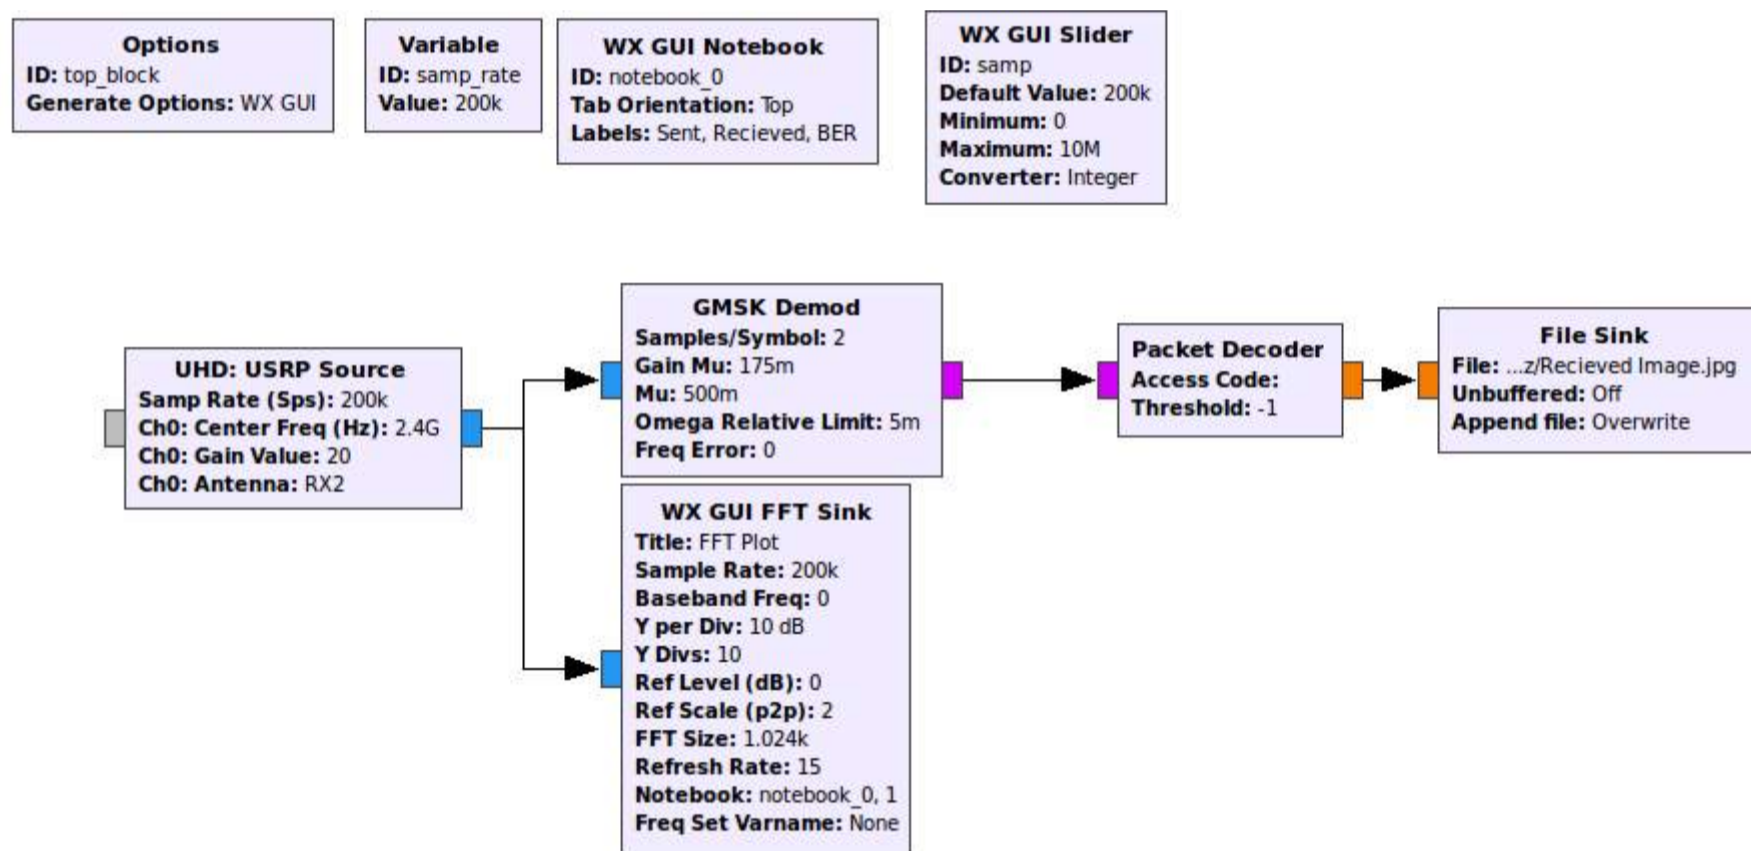 Options
ID: top_block
Generate Options: WX GUI
Variable
ID: samp_rate
Value: 200k
WX GUI Notebook
ID: notebook_0
Tab Orientation: Top
Labels: Sent, Recieved, BER
WX GUI Slider
ID: samp
Default Value: 200k
Minimum: 0
Maximum: 10M
Converter: Integer
UHD: USRP Source
Samp Rate (Sps): 200k
Ch0: Center Freq (Hz): 2.4G
Ch0: Gain Value: 20
Ch0: Antenna: RX2
GMSK Demod
Samples/Symbol: 2
Gain Mu: 175m
Mu: 500m
Omega Relative Limit: 5m
Freq Error: 0
Packet Decoder
Access Code:
Threshold: -1
File Sink
File: ...z/Recieved Image.jpg
Unbuffered: Off
Append file: Overwrite
WX GUI FFT Sink
Title: FFT Plot
Sample Rate: 200k
Baseband Freq: 0
Y per Div: 10 dB
Y Divs: 10
Ref Level (dB): 0
Ref Scale (p2p): 2
FFT Size: 1.024k
Refresh Rate: 15
Notebook: notebook_0, 1
Freq Set Varname: None